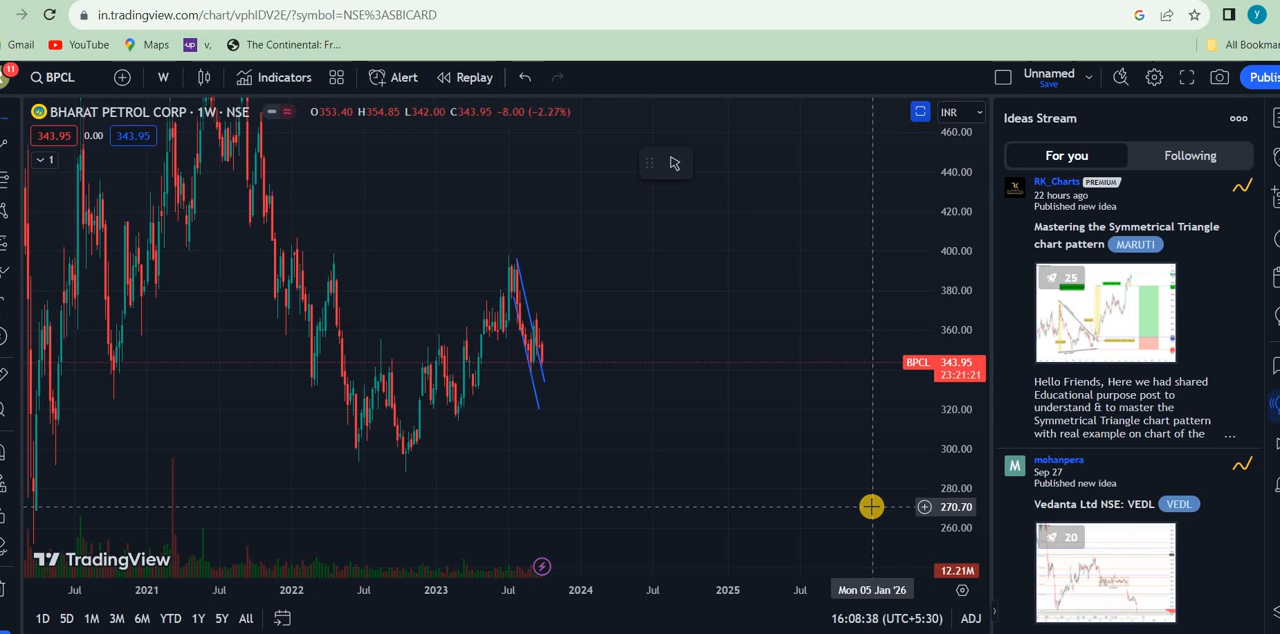 in.tradingview.com/chart/vphIDV2E/?symbol=NSE%3ASBICARD
Y
Gmail YouTube Maps up v, The Continental: Fr... All Bookmar
11
BPCL W Indicators Alert Replay Unnamed Save Publis
BHARAT PETROL CORP · 1W · NSE O353.40 H354.85 L342.00 C343.95 -8.00 (-2.27%) INR
343.95 0.00 343.95
1
460.00
440.00
420.00
400.00
380.00
360.00
BPCL 343.95
23:21:21
320.00
300.00
280.00
270.70
260.00
12.21M
TradingView
Jul 2021 Jul 2022 Jul 2023 Jul 2024 Jul 2025 Jul Mon 05 Jan '26
1D 5D 1M 3M 6M YTD 1Y 5Y All 16:08:38 (UTC+5:30) ADJ
Ideas Stream
For you Following
RK_Charts PREMIUM
22 hours ago
Published new idea
Mastering the Symmetrical Triangle
chart pattern MARUTI
25
Hello Friends, Here we had shared
Educational purpose post to
understand & to master the
Symmetrical Triangle chart pattern
with real example on chart of the ...
M mohanpera
Sep 27
Published new idea
Vedanta Ltd NSE: VEDL VEDL
20